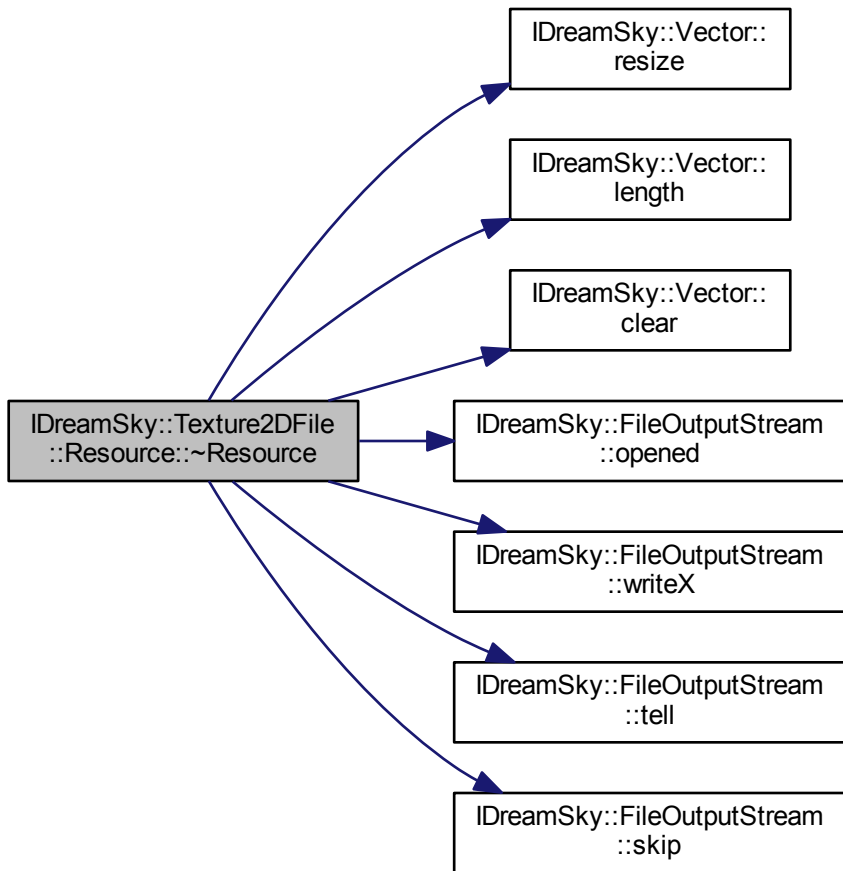 IDreamSky::Vector::
resize
IDreamSky::Vector::
length
IDreamSky::Vector::
clear
IDreamSky::Texture2DFile
::Resource::~Resource
IDreamSky::FileOutputStream
::opened
IDreamSky::FileOutputStream
::writeX
IDreamSky::FileOutputStream
::tell
IDreamSky::FileOutputStream
::skip